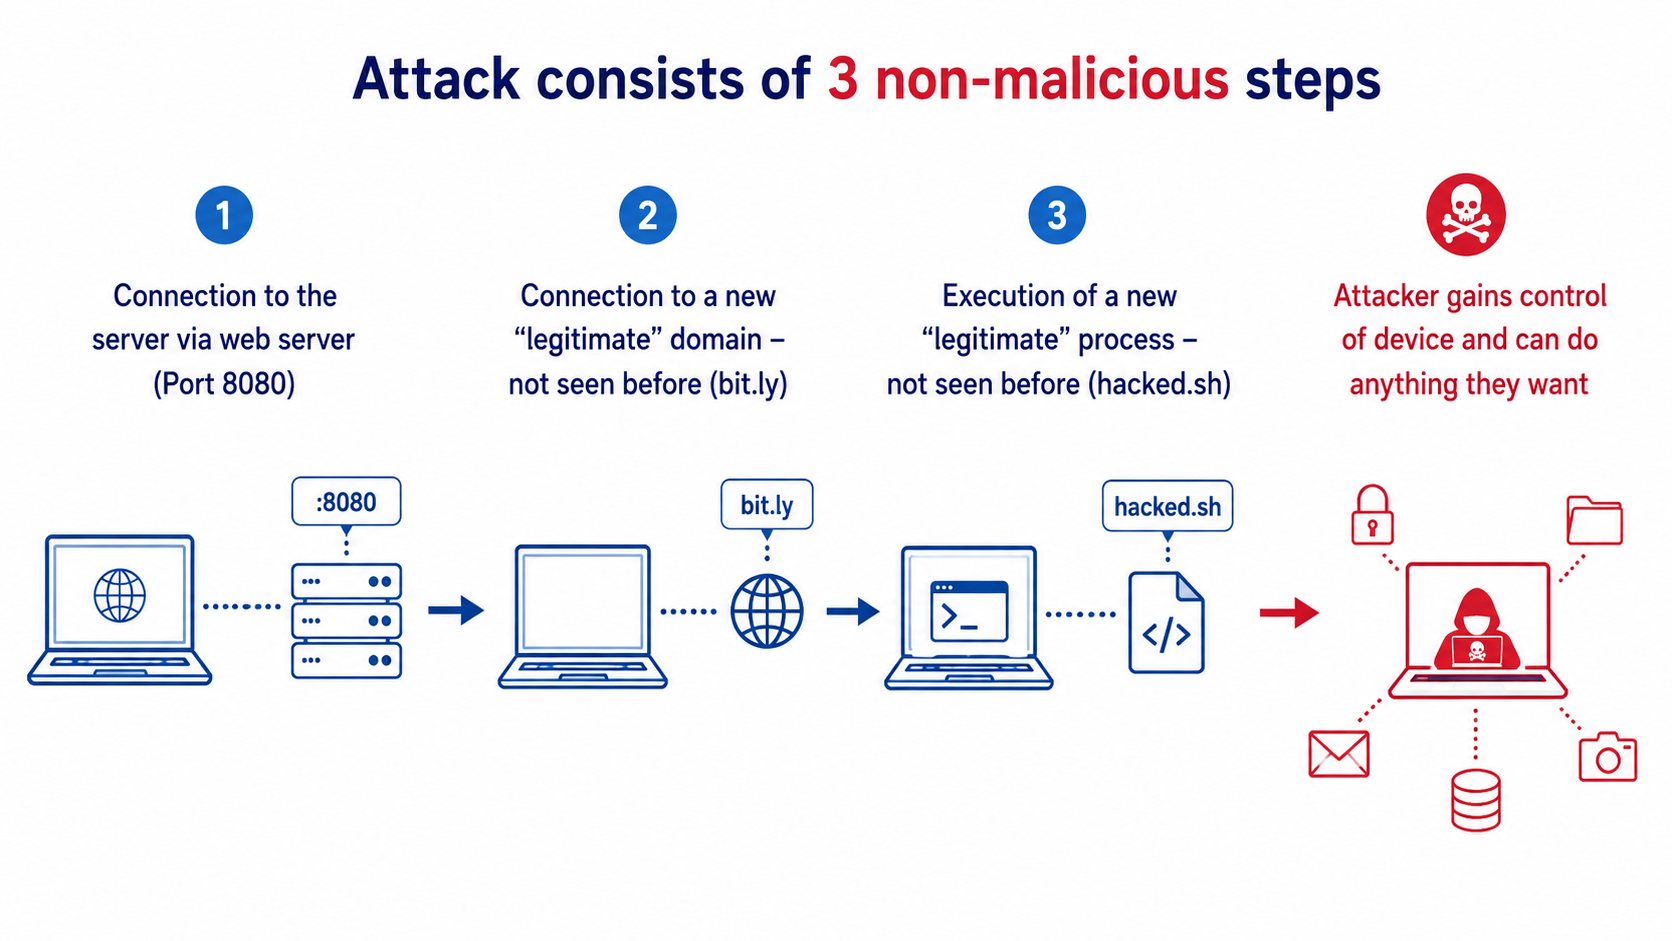 Attack consists of 3 non-malicious steps
1
Connection to the
server via web server
(Port 8080)
2
Connection to a new
“legitimate” domain –
not seen before (bit.ly)
3
Execution of a new
“legitimate” process –
not seen before (hacked.sh)
Attacker gains control
of device and can do
anything they want
:8080
bit.ly
>_
hacked.sh
</>